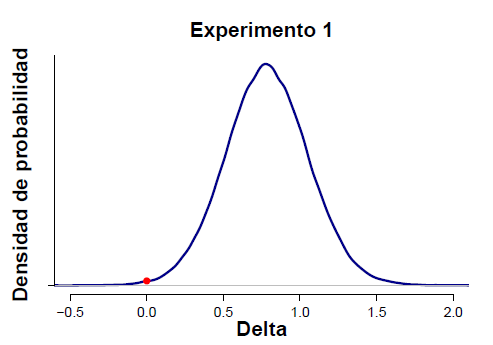 Experimento 1
Densidad de probabilidad
−0.5 0.0 0.5 1.0 1.5 2.0
Delta